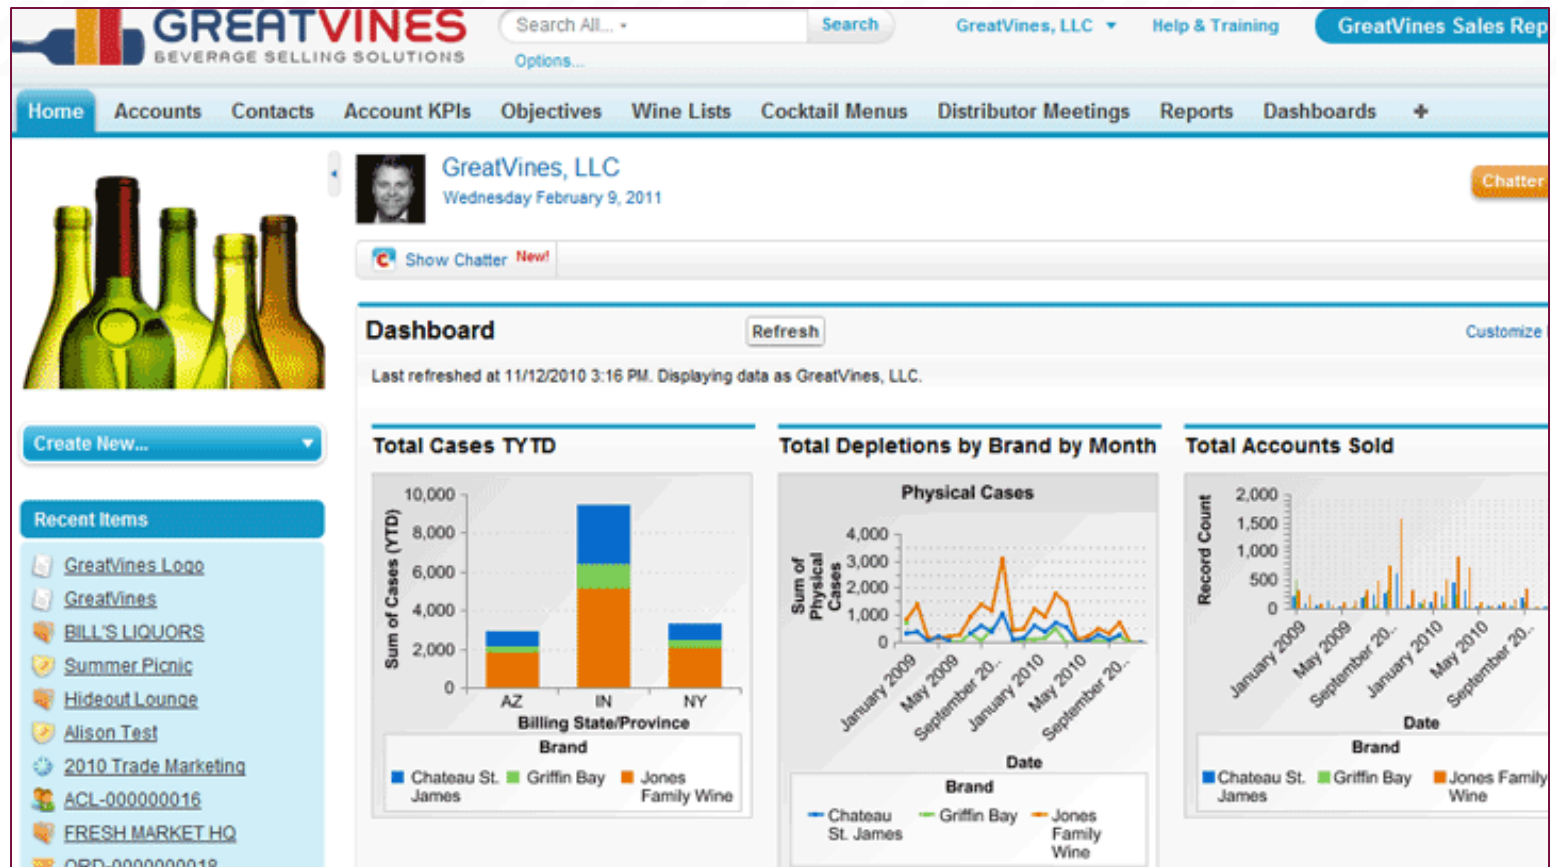 GREATVINES
BEVERAGE SELLING SOLUTIONS
Search All...
Search
Options...
GreatVines, LLC
Help & Training
GreatVines Sales Rep
Home
Accounts
Contacts
Account KPIs
Objectives
Wine Lists
Cocktail Menus
Distributor Meetings
Reports
Dashboards
+
GreatVines, LLC
Wednesday February 9, 2011
Chatter
Show Chatter New!
Create New...
Recent Items
GreatVines Logo
GreatVines
BILL'S LIQUORS
Summer Picnic
Hideout Lounge
Alison Test
2010 Trade Marketing
ACL-000000016
FRESH MARKET HQ
ORD-0000000018
Dashboard
Refresh
Customize
Last refreshed at 11/12/2010 3:16 PM. Displaying data as GreatVines, LLC.
Total Cases TYTD
Sum of Cases (YTD)
10,000
8,000
6,000
4,000
2,000
0
AZ
IN
NY
Billing State/Province
Brand
Chateau St.
James
Griffin Bay
Jones
Family Wine
Total Depletions by Brand by Month
Physical Cases
Sum of
Physical
Cases
4,000
3,000
2,000
1,000
0
January 2009
May 2009
September 20..
January 2010
May 2010
September 20..
Date
Brand
Chateau
St. James
Griffin Bay
Jones
Family
Wine
Total Accounts Sold
Record Count
2,000
1,500
1,000
500
0
January 2009
May 2009
September 20..
January 2010
May 2010
September 20..
Date
Brand
Chateau St.
James
Griffin Bay
Jones Family
Wine